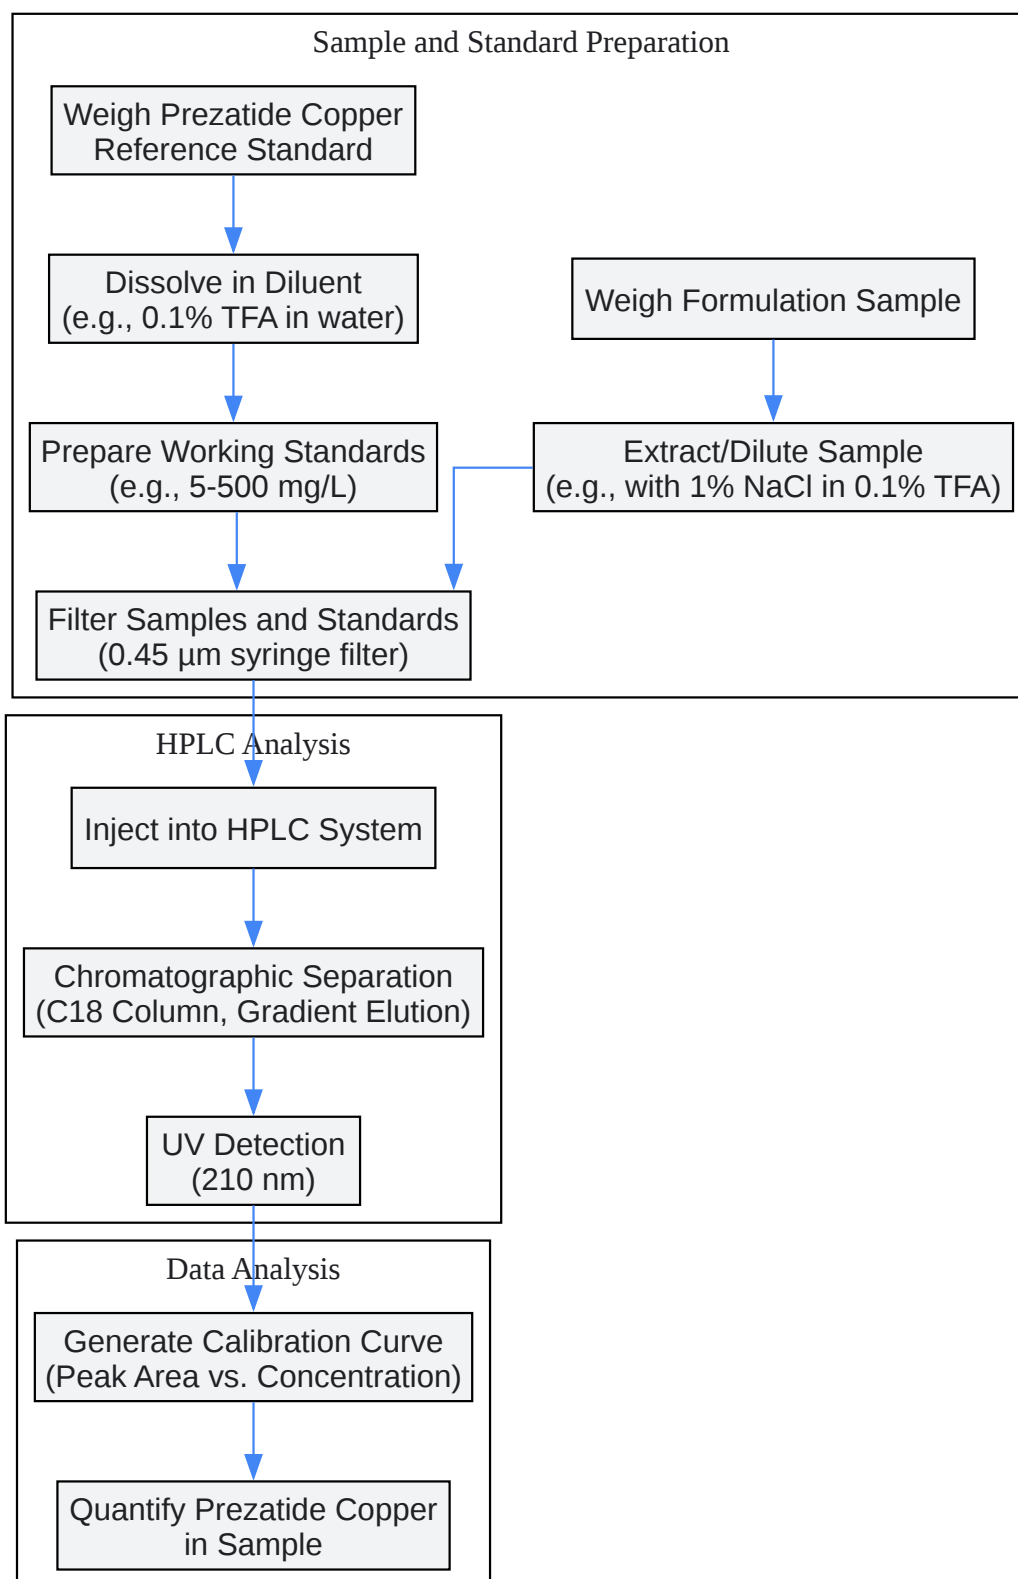 Sample and Standard Preparation
Weigh Prezatide Copper
Reference Standard
Dissolve in Diluent
(e.g., 0.1% TFA in water)
Weigh Formulation Sample
Prepare Working Standards
(e.g., 5-500 mg/L)
Extract/Dilute Sample
(e.g., with 1% NaCl in 0.1% TFA)
Filter Samples and Standards
(0.45 µm syringe filter)
HPLC Analysis
Inject into HPLC System
Chromatographic Separation
(C18 Column, Gradient Elution)
UV Detection
(210 nm)
Data Analysis
Generate Calibration Curve
(Peak Area vs. Concentration)
Quantify Prezatide Copper
in Sample